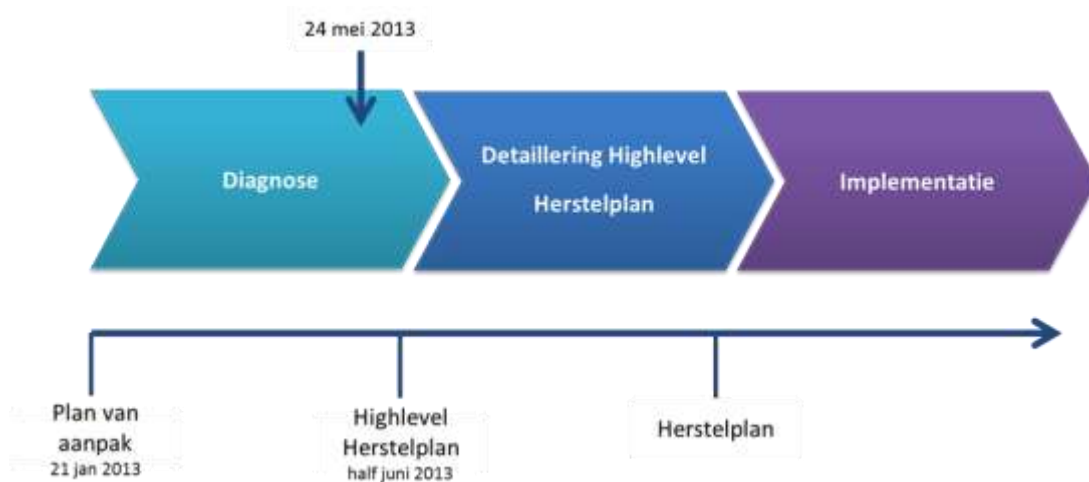 24 mei 2013
Diagnose
Detaillering Highlevel
Herstelplan
Implementatie
Plan van
aanpak
21 jan 2013
Highlevel
Herstelplan
half juni 2013
Herstelplan